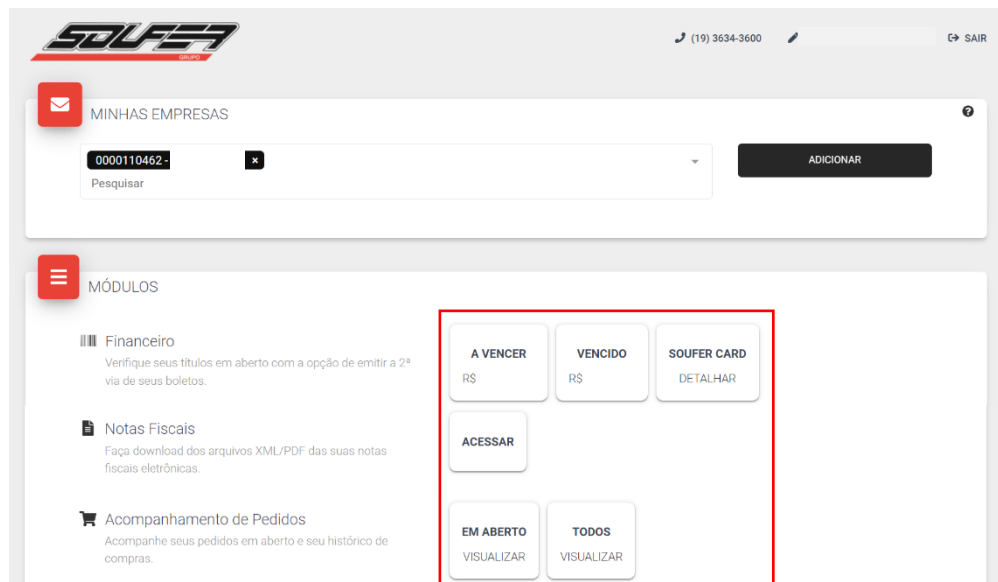 SOUFER
GRUPO
(19) 3634-3600
SAIR
MINHAS EMPRESAS
0000110462 -
×
Pesquisar
ADICIONAR
MÓDULOS
Financeiro
Verifique seus títulos em aberto com a opção de emitir a 2ª
via de seus boletos.
A VENCER
R$
VENCIDO
R$
SOUFER CARD
DETALHAR
Notas Fiscais
Faça download dos arquivos XML/PDF das suas notas
fiscais eletrônicas.
ACESSAR
Acompanhamento de Pedidos
Acompanhe seus pedidos em aberto e seu histórico de
compras.
EM ABERTO
VISUALIZAR
TODOS
VISUALIZAR